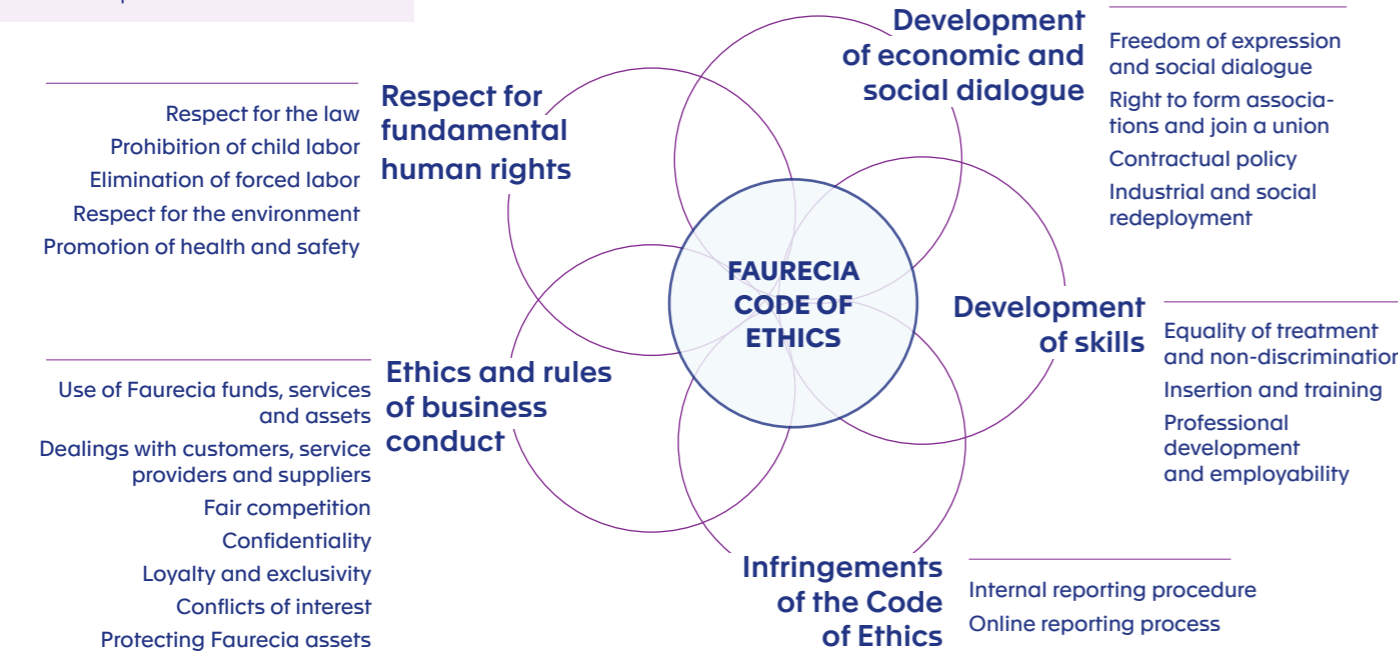 Respect for
fundamental
human rights
Respect for the law
Prohibition of child labor
Elimination of forced labor
Respect for the environment
Promotion of health and safety
Development
of economic and
social dialogue
Freedom of expression
and social dialogue
Right to form associa-
tions and join a union
Contractual policy
Industrial and social
redeployment
FAURECIA
CODE OF
ETHICS
Development
of skills
Equality of treatment
and non-discrimination
Insertion and training
Professional
development
and employability
Ethics and rules
of business
conduct
Use of Faurecia funds, services
and assets
Dealings with customers, service
providers and suppliers
Fair competition
Confidentiality
Loyalty and exclusivity
Conflicts of interest
Protecting Faurecia assets
Infringements
of the Code
of Ethics
Internal reporting procedure
Online reporting process